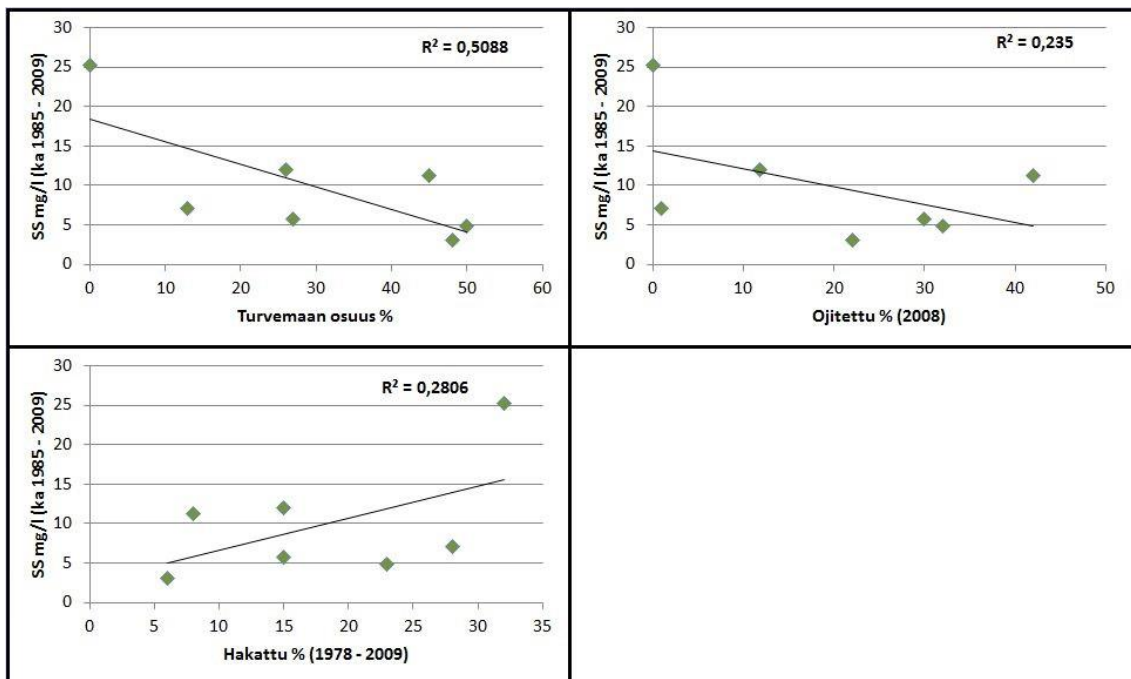 R² = 0,5088
SS mg/l (ka 1985 - 2009)
30
25
20
15
10
5
0
0 10 20 30 40 50 60
Turvemaan osuus %
R² = 0,235
SS mg/l (ka 1985 - 2009)
30
25
20
15
10
5
0
0 10 20 30 40 50
Ojitettu % (2008)
R² = 0,2806
SS mg/l (ka 1985 - 2009)
30
25
20
15
10
5
0
0 5 10 15 20 25 30 35
Hakattu % (1978 - 2009)